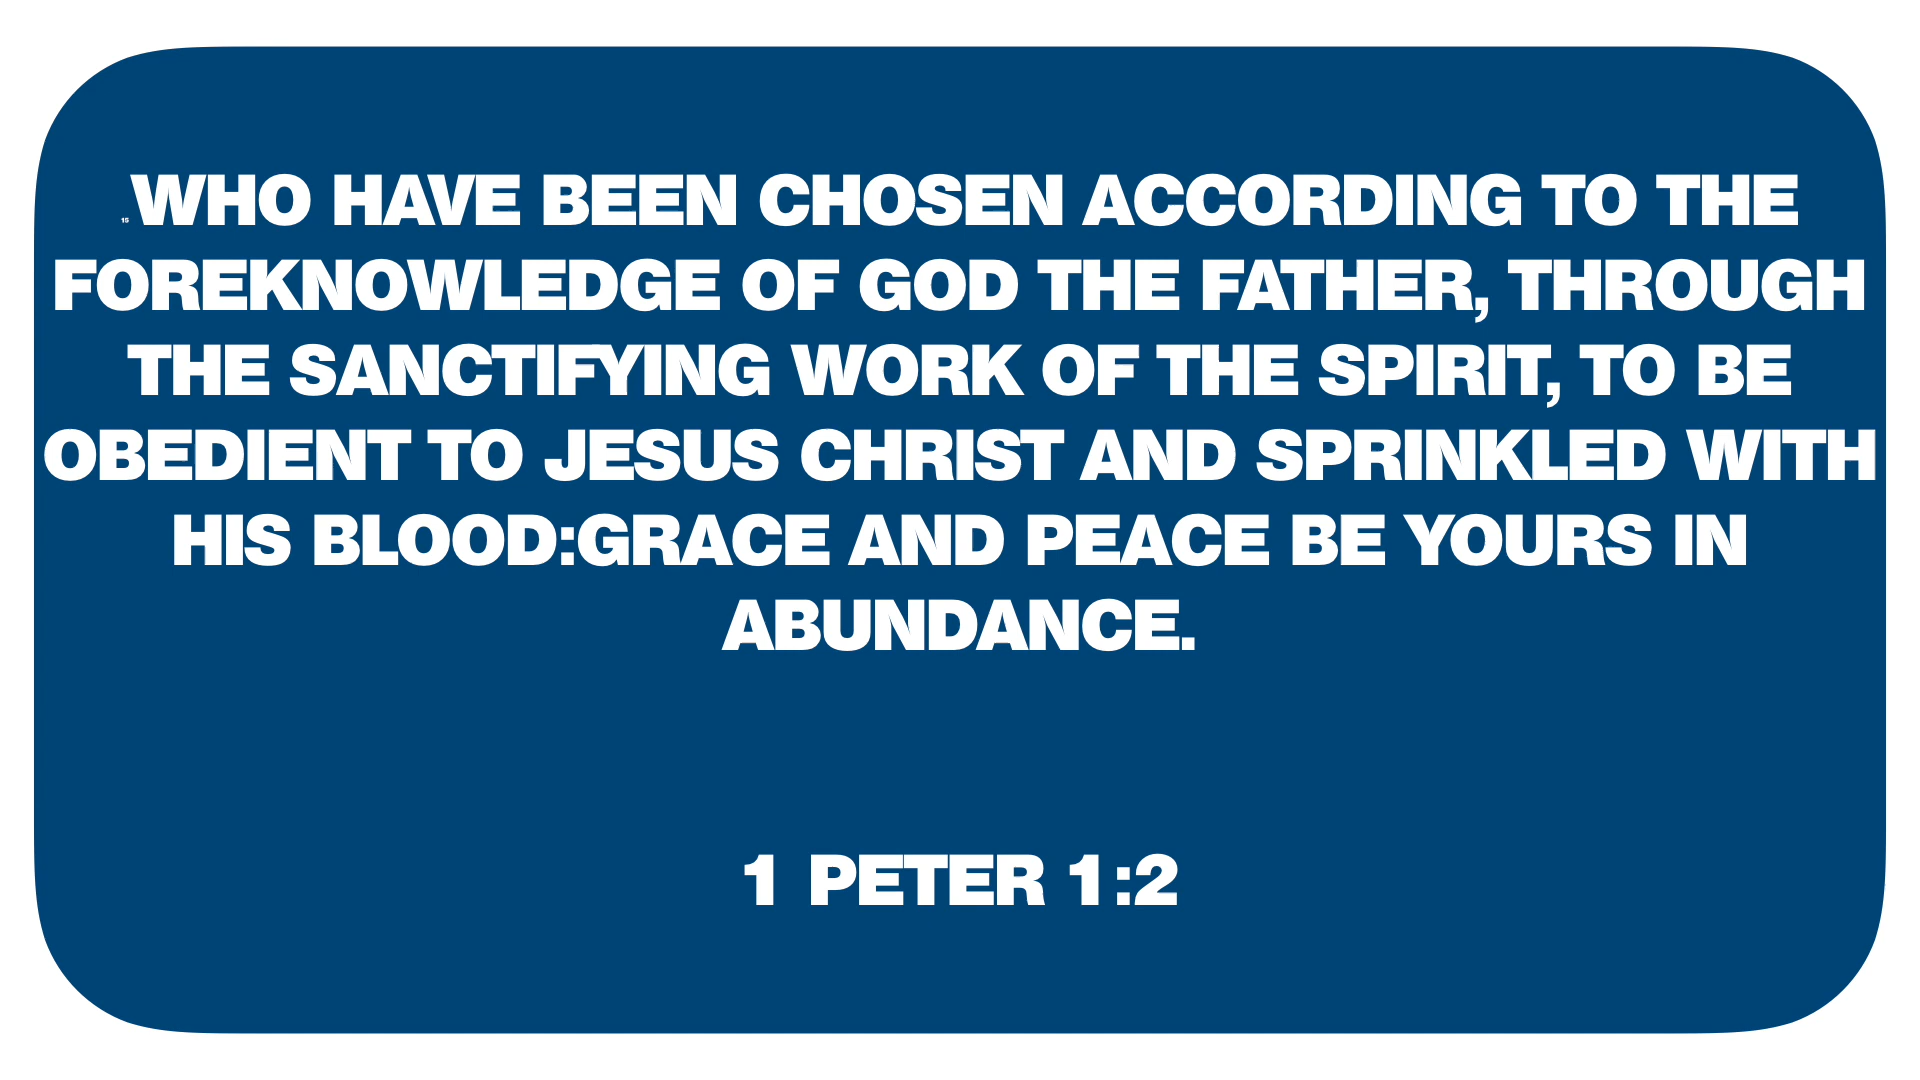 15WHO HAVE BEEN CHOSEN ACCORDING TO THE
FOREKNOWLEDGE OF GOD THE FATHER, THROUGH
THE SANCTIFYING WORK OF THE SPIRIT, TO BE
OBEDIENT TO JESUS CHRIST AND SPRINKLED WITH
HIS BLOOD:GRACE AND PEACE BE YOURS IN
ABUNDANCE.
1 PETER 1:2